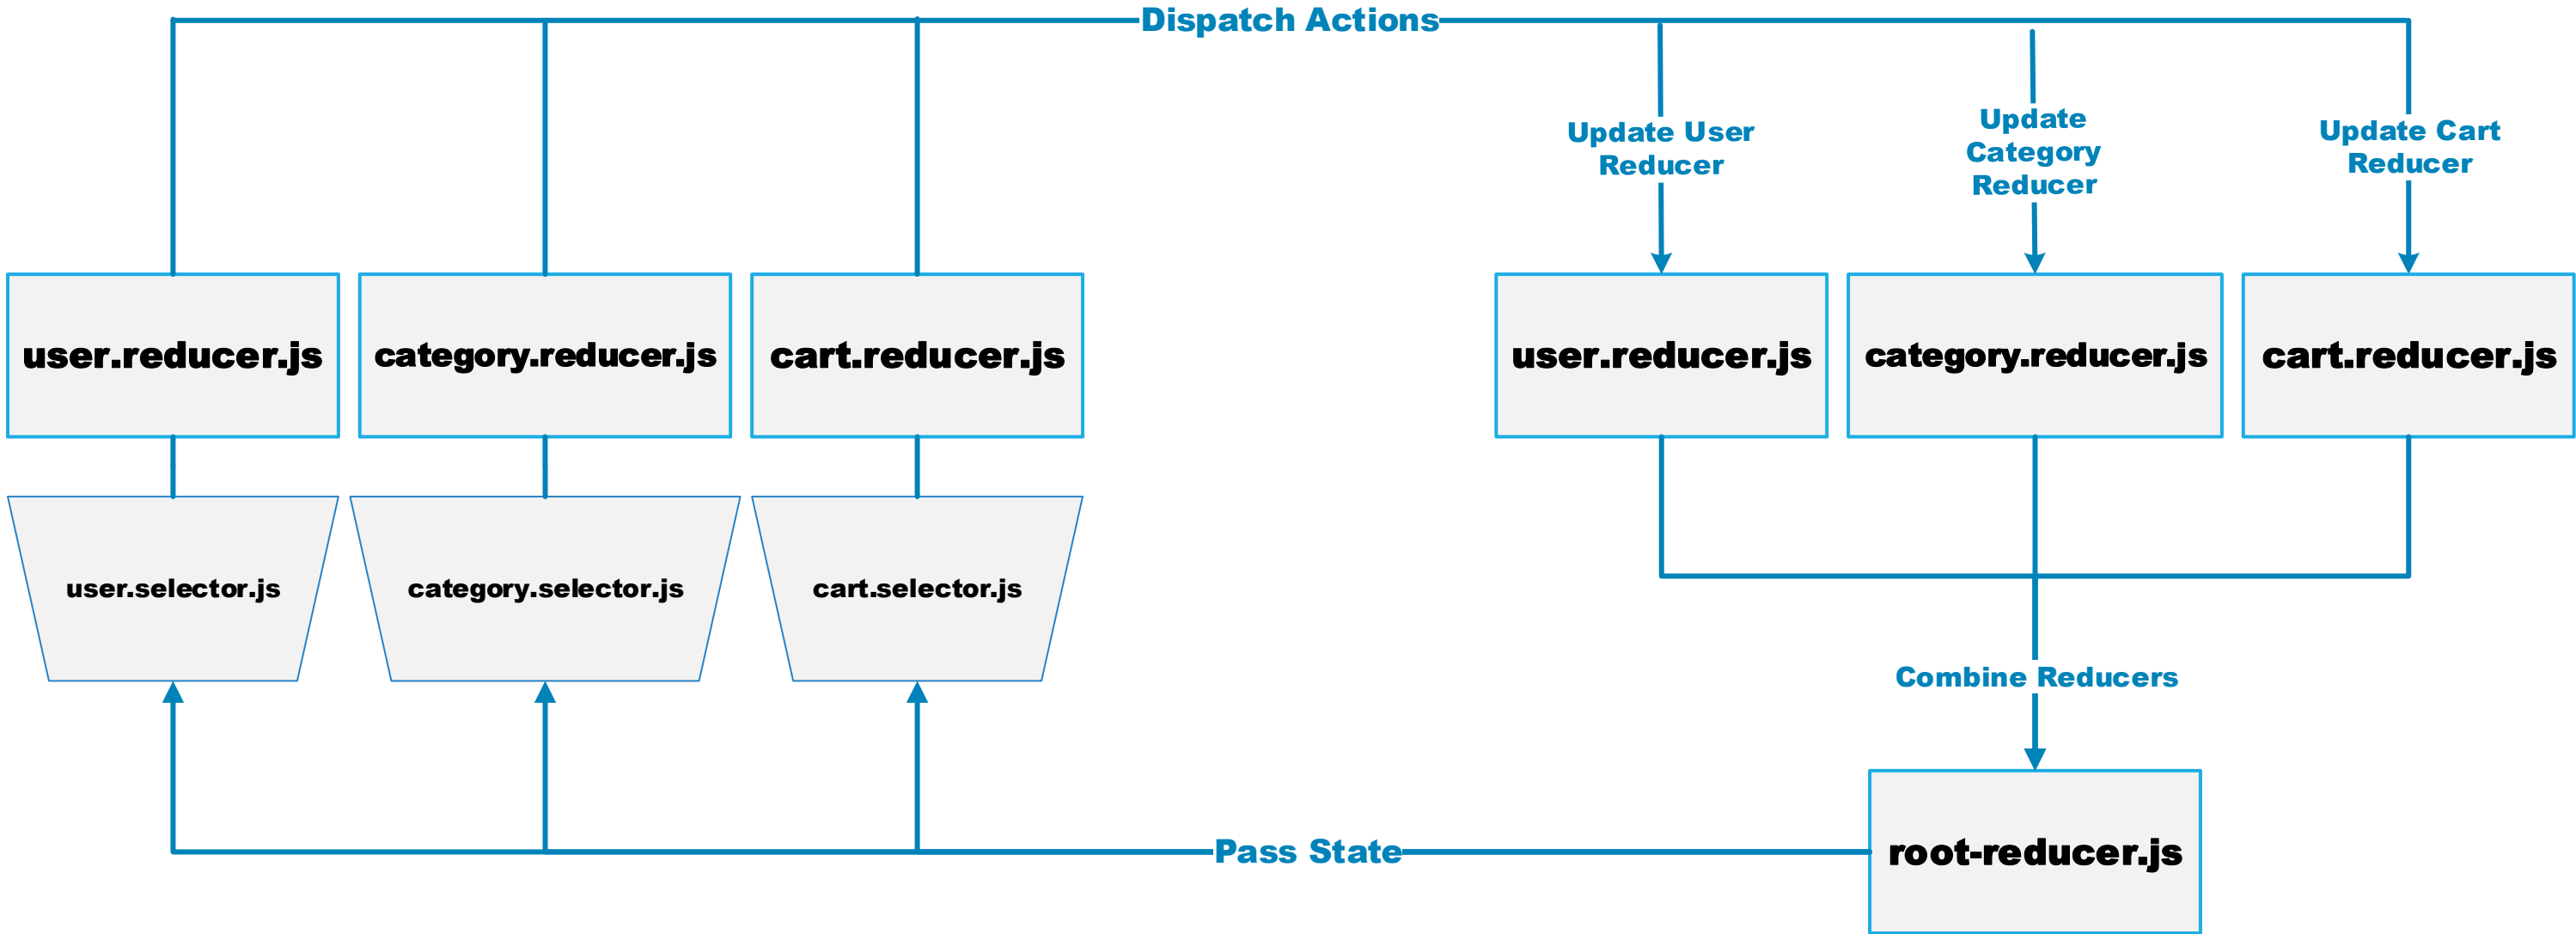 Dispatch Actions
Update User
Reducer
Update
Category
Reducer
Update Cart
Reducer
user.reducer.js
category.reducer.js
cart.reducer.js
user.reducer.js
category.reducer.js
cart.reducer.js
user.selector.js
category.selector.js
cart.selector.js
Combine Reducers
Pass State
root-reducer.js